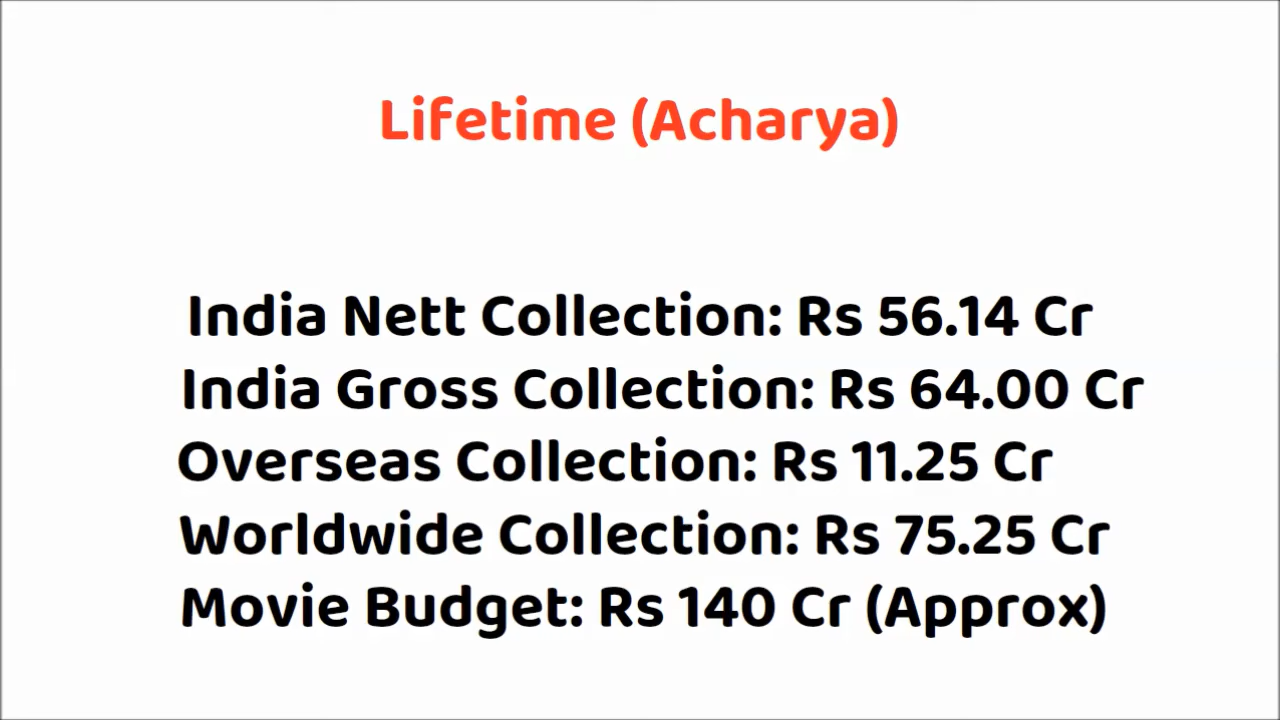 Lifetime (Acharya)
India Nett Collection: Rs 56.14 Cr
India Gross Collection: Rs 64.00 Cr
Overseas Collection: Rs 11.25 Cr
Worldwide Collection: Rs 75.25 Cr
Movie Budget: Rs 140 Cr (Approx)